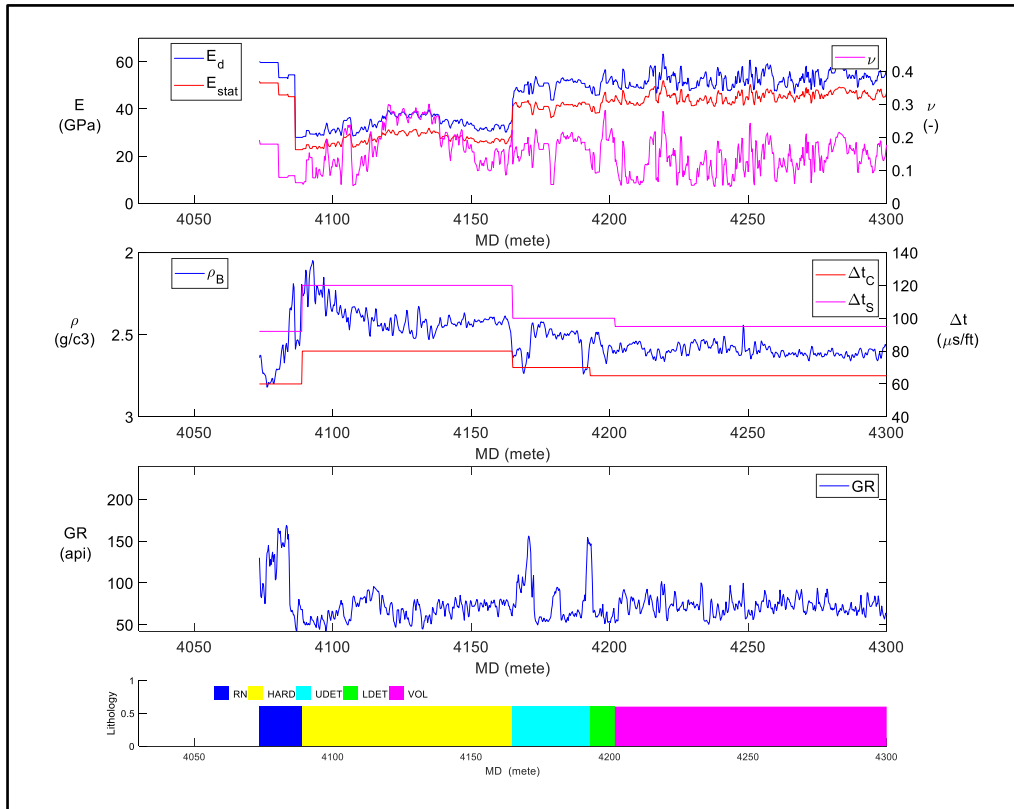 E_d
E_stat
ν
E
(GPa)
60
40
20
0
0.4
0.3
0.2
0.1
0
ν
(-)
4050 4100 4150 4200 4250 4300
MD (mete)
ρ_B
Δt_C
Δt_S
ρ
(g/c3)
2
2.5
3
140
120
100
80
60
40
Δt
(μs/ft)
4050 4100 4150 4200 4250 4300
MD (mete)
GR
GR
(api)
200
150
100
50
4050 4100 4150 4200 4250 4300
MD (mete)
RN HARD UDET LDET VOL
Lithology
1
0.5
0
4050 4100 4150 4200 4250 4300
MD (mete)